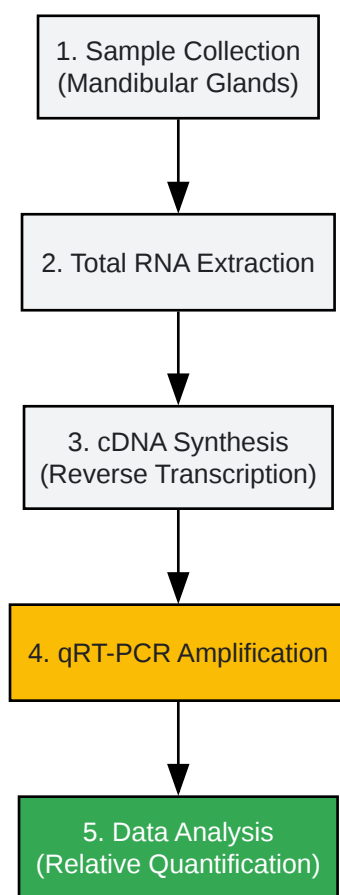 1. Sample Collection
(Mandibular Glands)
2. Total RNA Extraction
3. cDNA Synthesis
(Reverse Transcription)
4. qRT-PCR Amplification
5. Data Analysis
(Relative Quantification)